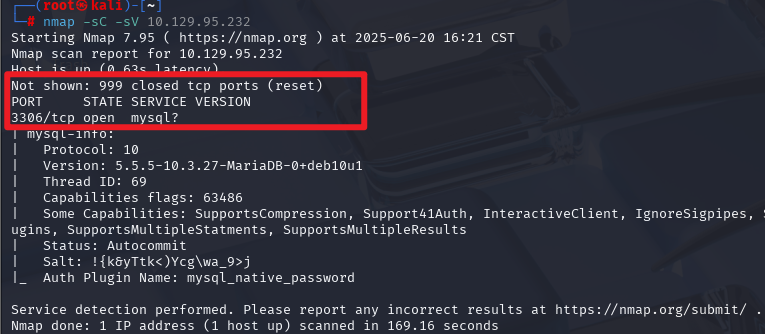 ┌──(root㉿kali)-[~]
└─# nmap -sC -sV 10.129.95.232
Starting Nmap 7.95 ( https://nmap.org ) at 2025-06-20 16:21 CST
Nmap scan report for 10.129.95.232
Host is up (0.63s latency)
Not shown: 999 closed tcp ports (reset)
PORT     STATE SERVICE VERSION
3306/tcp open  mysql?
| mysql-info:
|   Protocol: 10
|   Version: 5.5.5-10.3.27-MariaDB-0+deb10u1
|   Thread ID: 69
|   Capabilities flags: 63486
|   Some Capabilities: SupportsCompression, Support41Auth, InteractiveClient, IgnoreSigpipes, S
ugins, SupportsMultipleStatments, SupportsMultipleResults
|   Status: Autocommit
|   Salt: !{k&yTtk<)Ycg\wa_9>j
|_  Auth Plugin Name: mysql_native_password

Service detection performed. Please report any incorrect results at https://nmap.org/submit/ .
Nmap done: 1 IP address (1 host up) scanned in 169.16 seconds